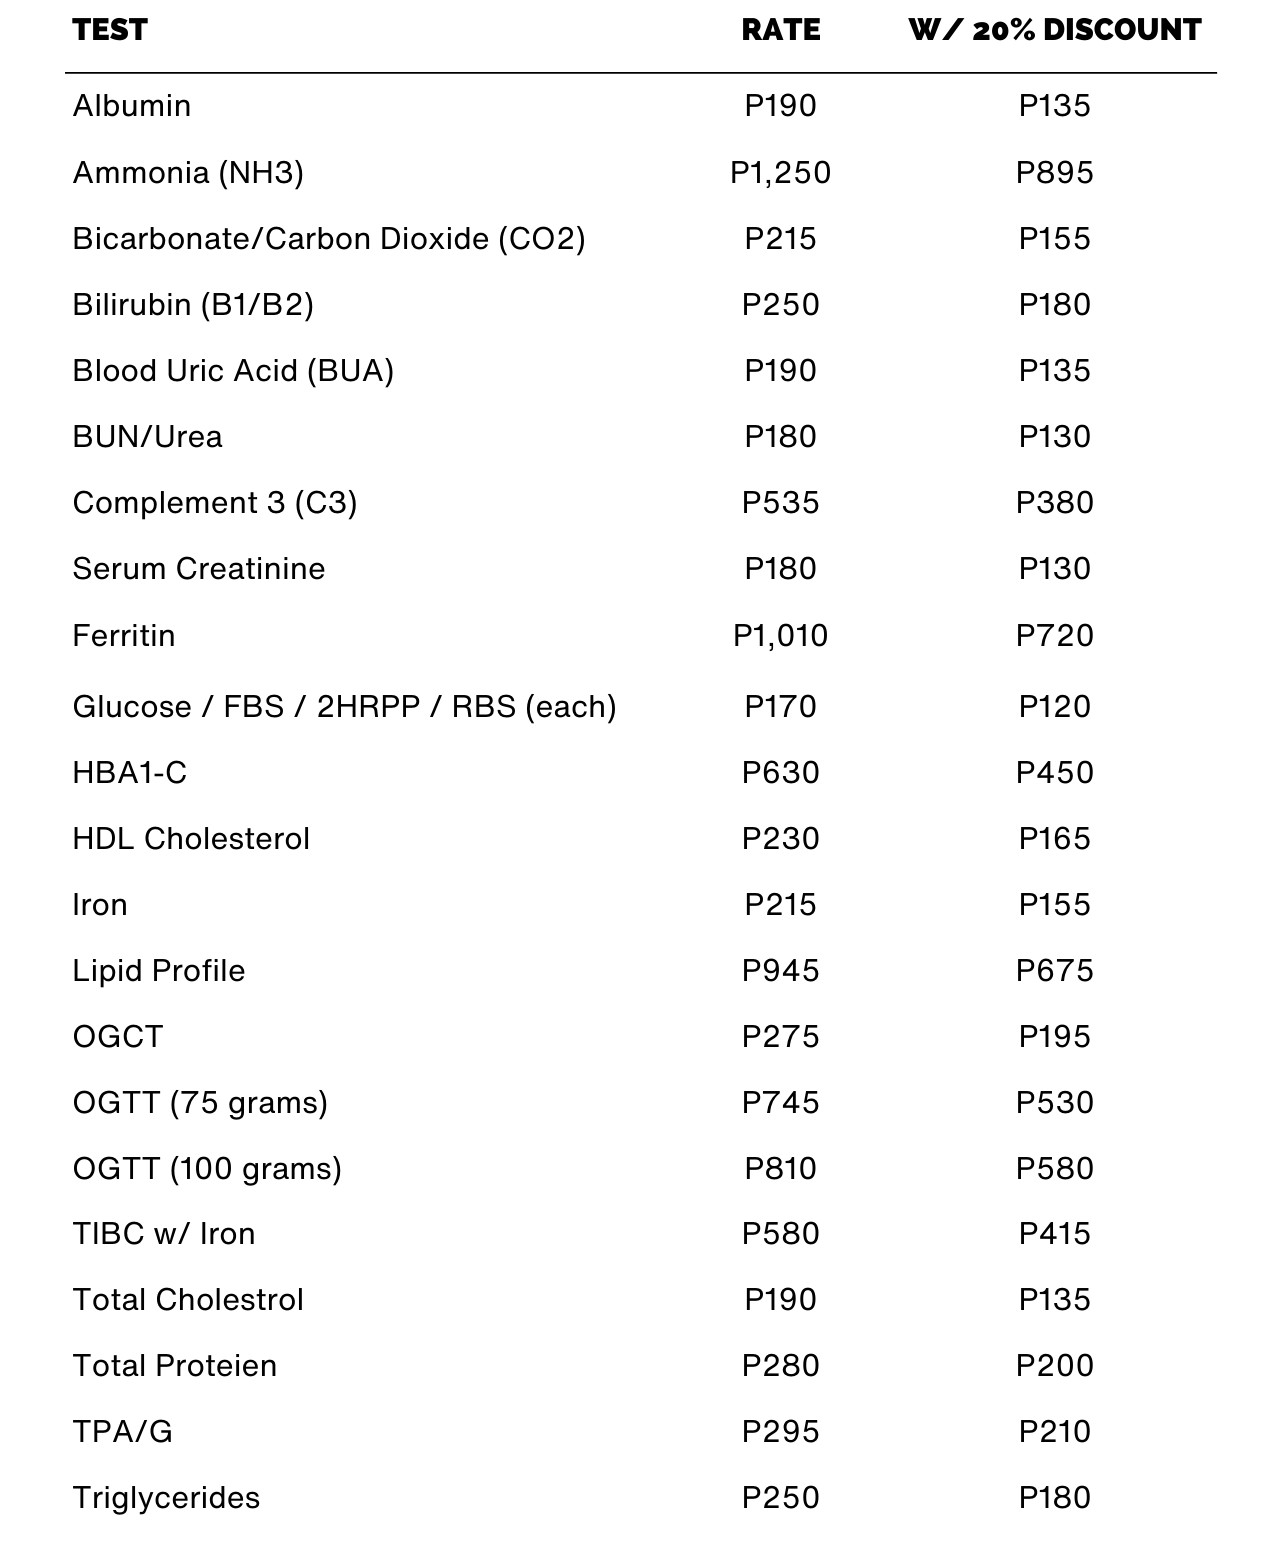 TEST RATE W/ 20% DISCOUNT
Albumin P190 P135
Ammonia (NH3) P1,250 P895
Bicarbonate/Carbon Dioxide (CO2) P215 P155
Bilirubin (B1/B2) P250 P180
Blood Uric Acid (BUA) P190 P135
BUN/Urea P180 P130
Complement 3 (C3) P535 P380
Serum Creatinine P180 P130
Ferritin P1,010 P720
Glucose / FBS / 2HRPP / RBS (each) P170 P120
HBA1-C P630 P450
HDL Cholesterol P230 P165
Iron P215 P155
Lipid Profile P945 P675
OGCT P275 P195
OGTT (75 grams) P745 P530
OGTT (100 grams) P810 P580
TIBC w/ Iron P580 P415
Total Cholestrol P190 P135
Total Proteien P280 P200
TPA/G P295 P210
Triglycerides P250 P180